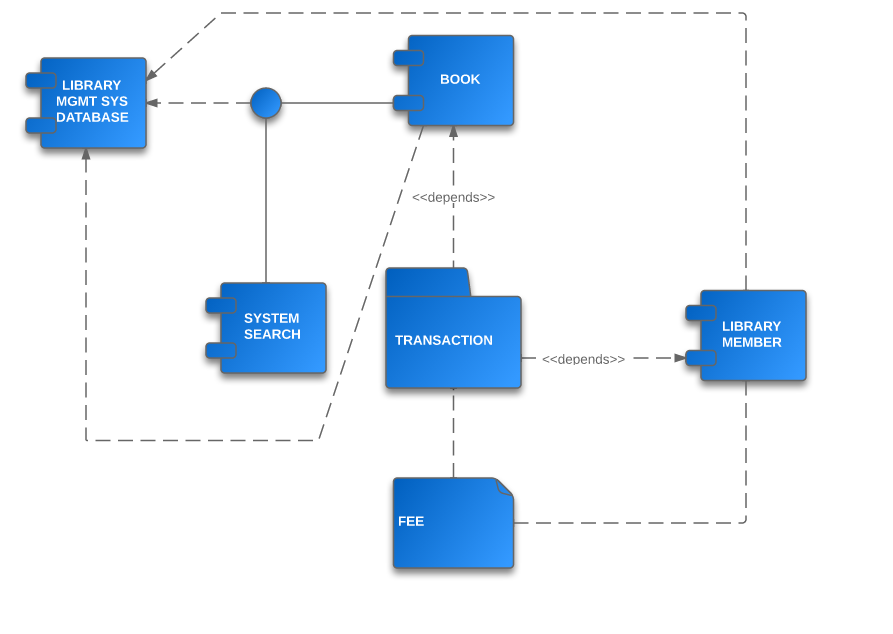 LIBRARY
MGMT SYS
DATABASE
BOOK
<<depends>>
SYSTEM
SEARCH
TRANSACTION
<<depends>>
LIBRARY
MEMBER
FEE